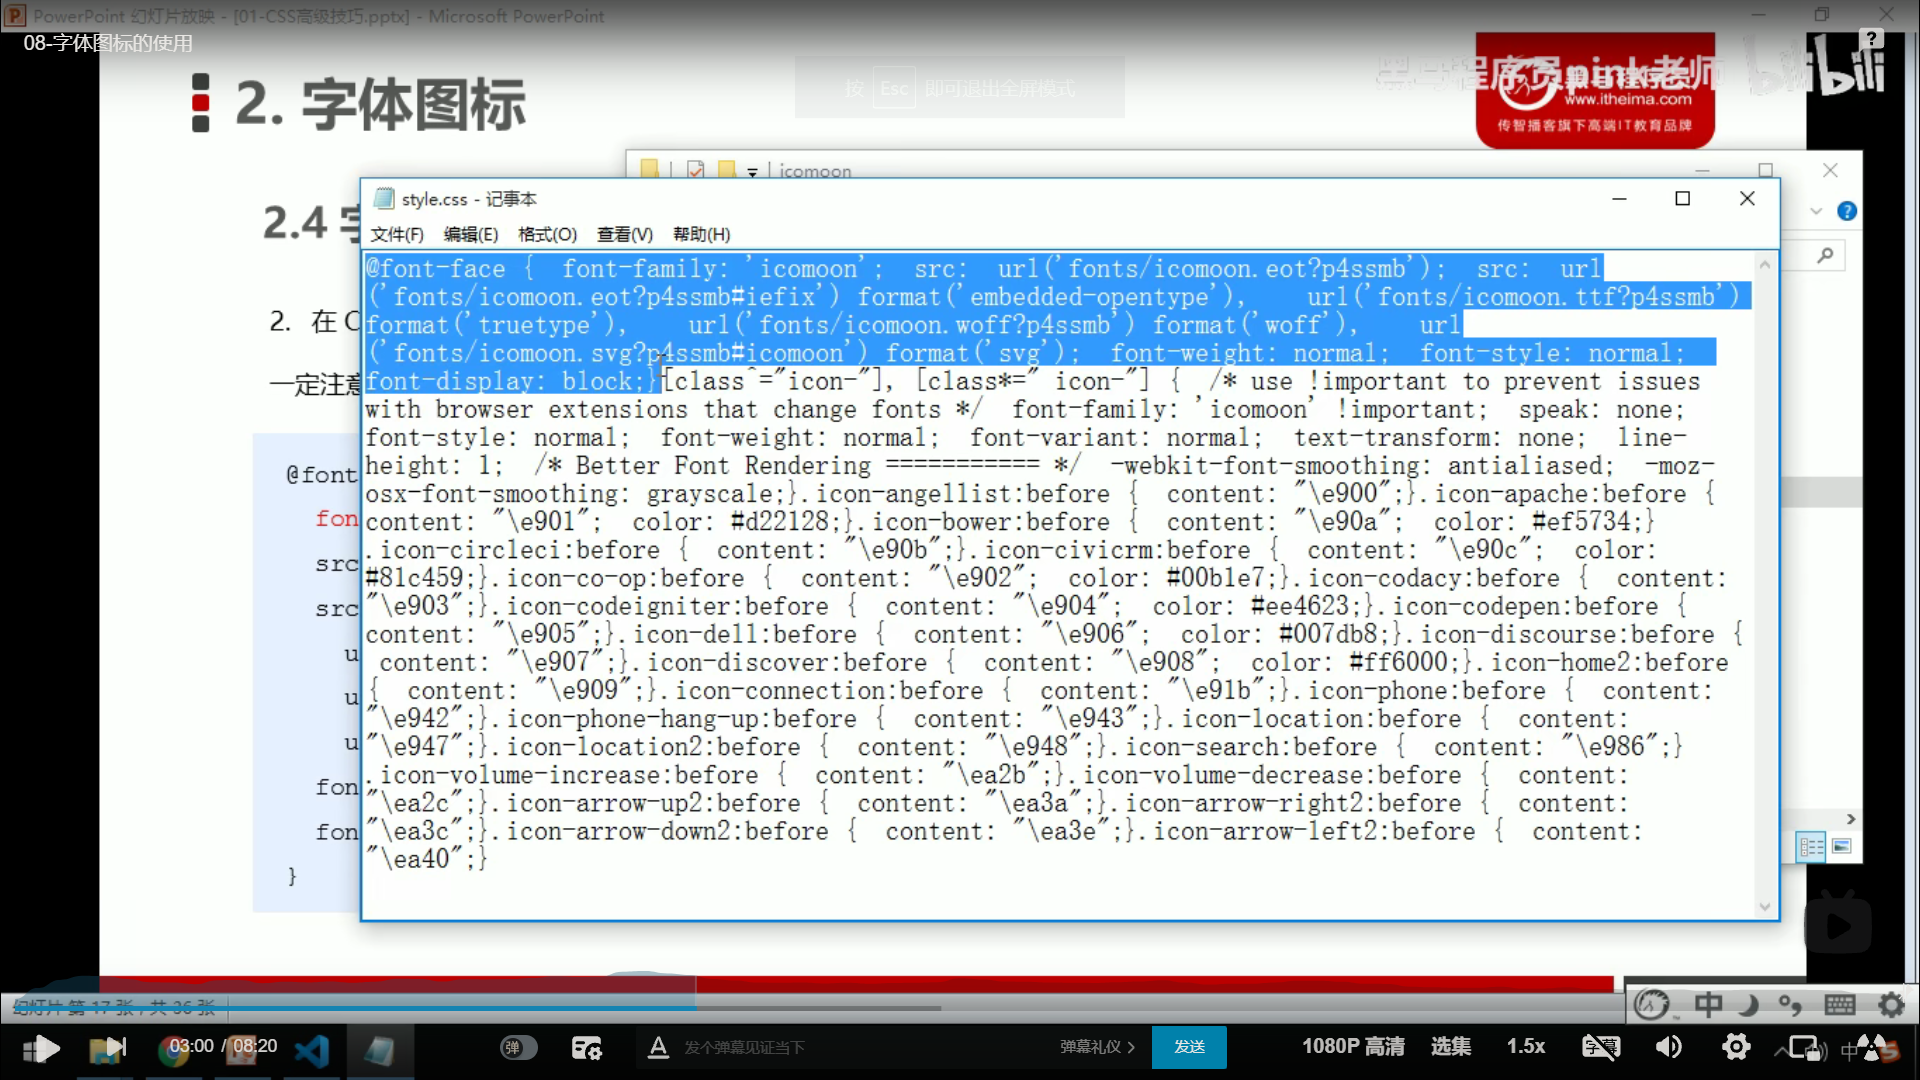 PowerPoint 幻灯片放映 - [01-CSS高级技巧.pptx] - Microsoft PowerPoint
08-字体图标的使用
2. 字体图标
按 Esc 即可退出全屏模式
程序员pink老师
bilibili
www.itheima.com
传智播客旗下高端IT教育品牌
icomoon
2.4 字
style.css - 记事本
文件(F) 编辑(E) 格式(O) 查看(V) 帮助(H)
2. 在 C
一定注意
@font
fon
src
src
u
u
u
fon
fon
}
@font-face {  font-family: 'icomoon';  src:  url('fonts/icomoon.eot?p4ssmb');  src:  url
('fonts/icomoon.eot?p4ssmb#iefix') format('embedded-opentype'),    url('fonts/icomoon.ttf?p4ssmb')
format('truetype'),    url('fonts/icomoon.woff?p4ssmb') format('woff'),    url
('fonts/icomoon.svg?p4ssmb#icomoon') format('svg');  font-weight: normal;  font-style: normal;
font-display: block;}[class^="icon-"], [class*=" icon-"] {  /* use !important to prevent issues
with browser extensions that change fonts */  font-family: 'icomoon' !important;  speak: none;
font-style: normal;  font-weight: normal;  font-variant: normal;  text-transform: none;  line-
height: 1;  /* Better Font Rendering =========== */  -webkit-font-smoothing: antialiased;  -moz-
osx-font-smoothing: grayscale;}.icon-angellist:before {  content: "\e900";}.icon-apache:before {
content: "\e901";  color: #d22128;}.icon-bower:before {  content: "\e90a";  color: #ef5734;}
.icon-circleci:before {  content: "\e90b";}.icon-civicrm:before {  content: "\e90c";  color:
#81c459;}.icon-co-op:before {  content: "\e902";  color: #00b1e7;}.icon-codacy:before {  content:
"\e903";}.icon-codeigniter:before {  content: "\e904";  color: #ee4623;}.icon-codepen:before {
content: "\e905";}.icon-dell:before {  content: "\e906";  color: #007db8;}.icon-discourse:before {
content: "\e907";}.icon-discover:before {  content: "\e908";  color: #ff6000;}.icon-home2:before
{  content: "\e909";}.icon-connection:before {  content: "\e91b";}.icon-phone:before {  content:
"\e942";}.icon-phone-hang-up:before {  content: "\e943";}.icon-location:before {  content:
"\e947";}.icon-location2:before {  content: "\e948";}.icon-search:before {  content: "\e986";}
.icon-volume-increase:before {  content: "\ea2b";}.icon-volume-decrease:before {  content:
"\ea2c";}.icon-arrow-up2:before {  content: "\ea3a";}.icon-arrow-right2:before {  content:
"\ea3c";}.icon-arrow-down2:before {  content: "\ea3e";}.icon-arrow-left2:before {  content:
"\ea40";}
幻灯片 第 17 张，共 36 张
中
03:00 / 08:20
弹
发个弹幕见证当下
弹幕礼仪
发送
1080P 高清
选集
1.5x
字幕
中